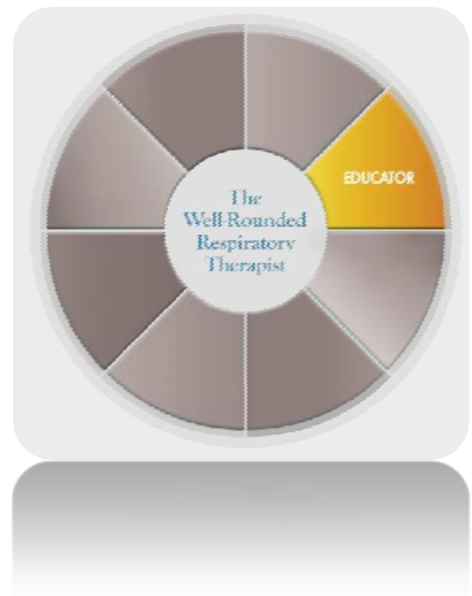 The
Well-Rounded
Respiratory
Therapist
EDUCATOR